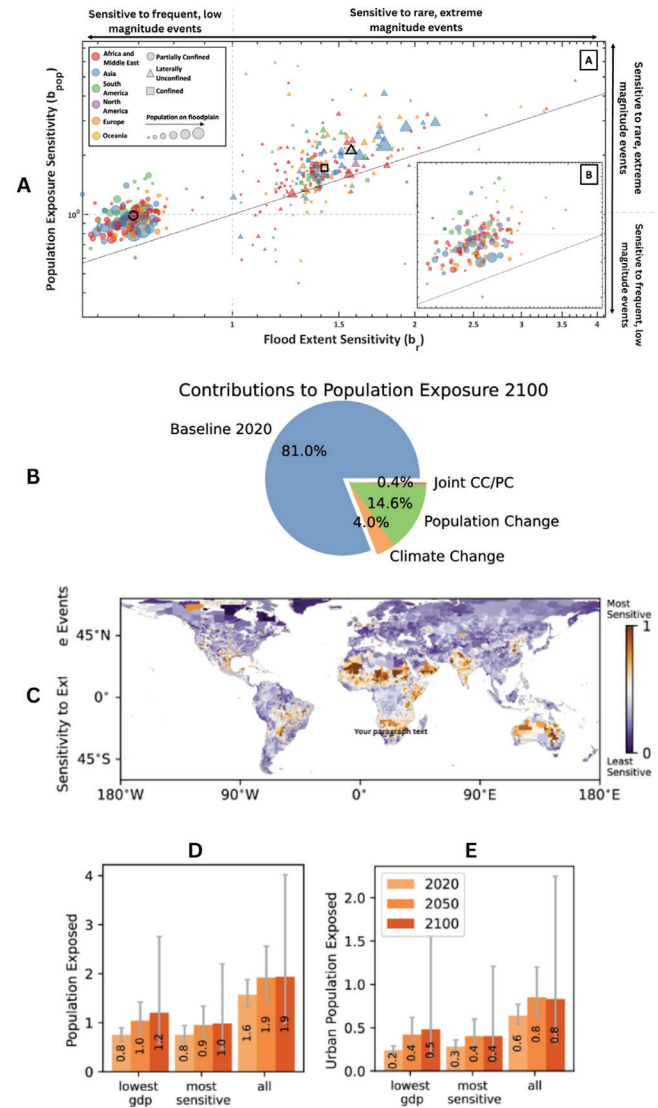 Sensitive to frequent, low
magnitude events
Sensitive to rare, extreme
magnitude events
A
Population Exposure Sensitivity (bpop)
Africa and
Middle East
Asia
South
America
North
America
Europe
Oceania
Partially Confined
Laterally
Unconfined
Confined
Population on floodplain
A
B
10⁰
1
1.5
2
2.5
3
3.5
4
Flood Extent Sensitivity (br)
Sensitive to rare, extreme
magnitude events
Sensitive to frequent, low
magnitude events
B
Contributions to Population Exposure 2100
Baseline 2020
81.0%
0.4%
Joint CC/PC
14.6%
Population Change
4.0%
Climate Change
C
Sensitivity to Ext
e Events
45°N
0°
45°S
180°W
90°W
0°
90°E
180°E
Your paragraph text
Most
Sensitive
1
0
Least
Sensitive
D
Population Exposed
4
3
2
1
0
0.8
1.0
1.2
0.8
0.9
1.0
1.6
1.9
1.9
lowest
gdp
most
sensitive
all
E
Urban Population Exposed
2.0
1.5
1.0
0.5
0.0
2020
2050
2100
0.2
0.4
0.5
0.3
0.4
0.4
0.6
0.8
0.8
lowest
gdp
most
sensitive
all